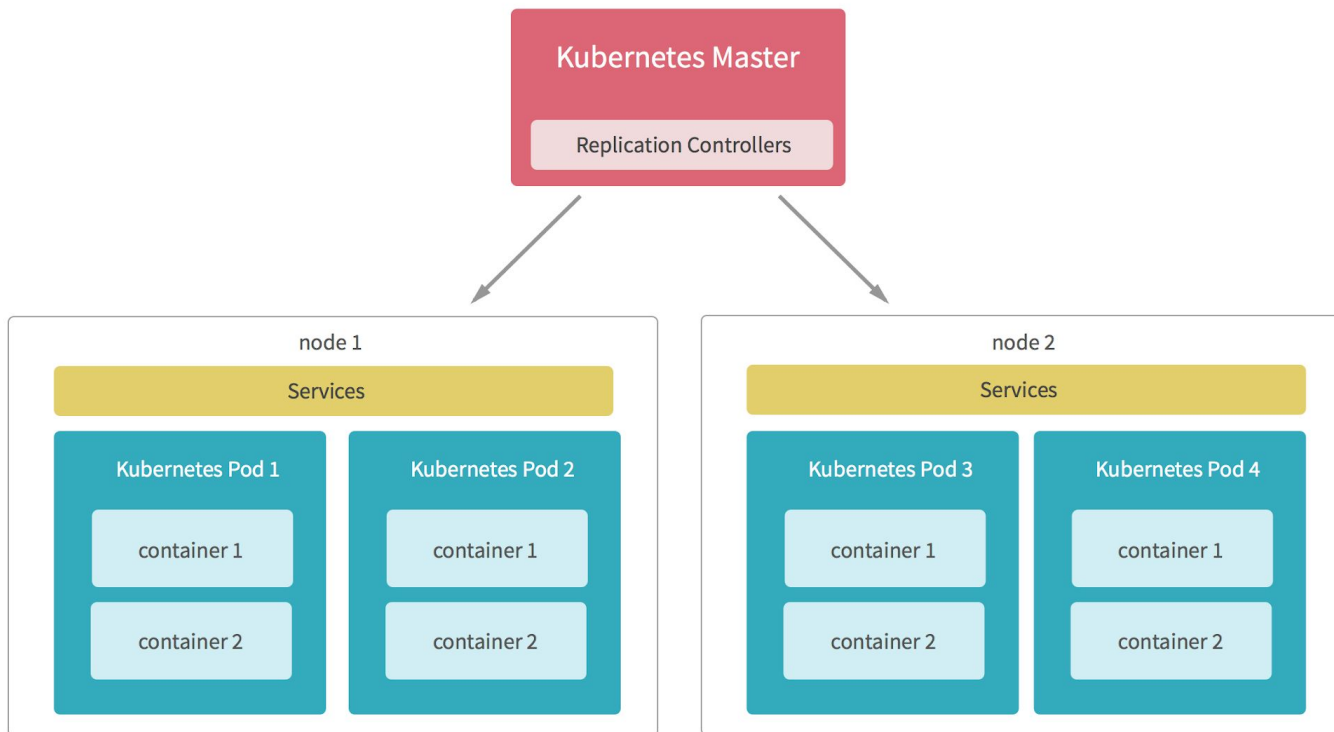 Kubernetes Master
Replication Controllers
node 1
Services
Kubernetes Pod 1
container 1
container 2
Kubernetes Pod 2
container 1
container 2
node 2
Services
Kubernetes Pod 3
container 1
container 2
Kubernetes Pod 4
container 1
container 2